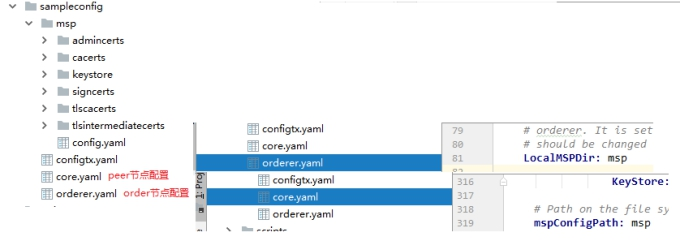 sampleconfig
msp
admincerts
cacerts
keystore
signcerts
tlscacerts
tlsintermediatecerts
config.yaml
configtx.yaml
core.yaml peer节点配置
orderer.yaml order节点配置
configtx.yaml
core.yaml
orderer.yaml
configtx.yaml
core.yaml
orderer.yaml
1: Proj
79 # orderer. It is set
80 # should be changed
81 LocalMSPDir: msp
316 KeyStore:
317
318 # Path on the file sy
319 mspConfigPath: msp